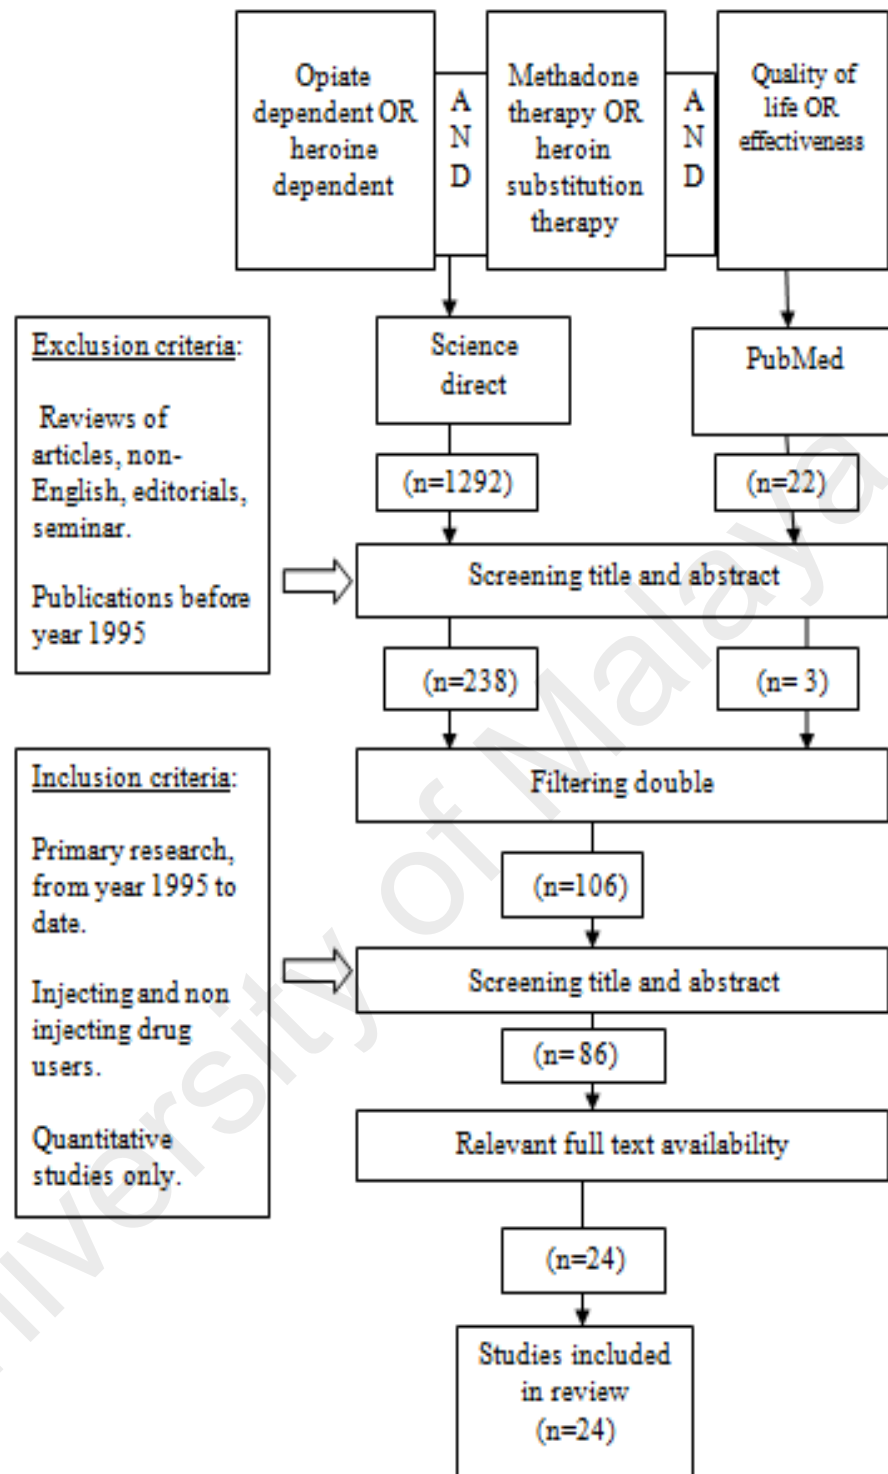 Opiate
dependent OR
heroine
dependent
A
N
D
Methadone
therapy OR
heroin
substitution
therapy
A
N
D
Quality of
life OR
effectiveness
Science
direct
PubMed
(n=1292)
(n=22)
Exclusion criteria:
Reviews of
articles, non-
English, editorials,
seminar.
Publications before
year 1995
Screening title and abstract
(n=238)
(n= 3)
Filtering double
(n=106)
Inclusion criteria:
Primary research,
from year 1995 to
date.
Injecting and non
injecting drug
users.
Quantitative
studies only.
Screening title and abstract
(n= 86)
Relevant full text availability
(n=24)
Studies included
in review
(n=24)
University of Malaya